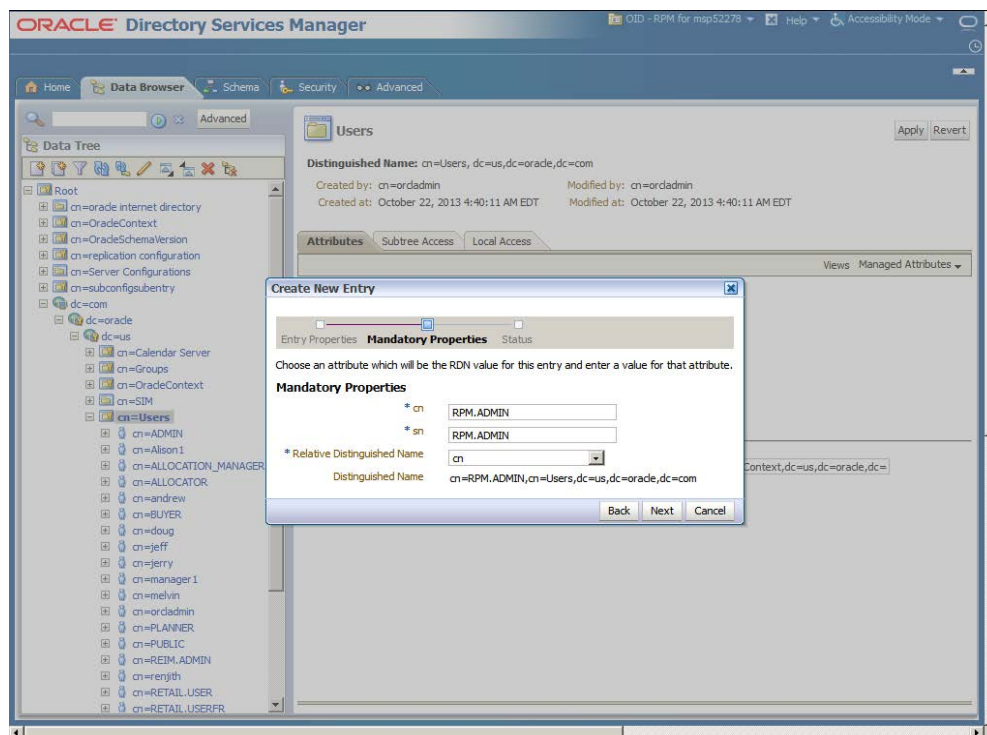 ORACLE Directory Services Manager
OID - RPM for msp52278 Help Accessibility Mode
Home Data Browser Schema Security Advanced
Advanced
Data Tree
Root
cn=oracle internet directory
cn=OracleContext
cn=OracleSchemaVersion
cn=replication configuration
cn=Server Configurations
cn=subconfigsubentry
dc=com
dc=oracle
dc=us
cn=Calendar Server
cn=Groups
cn=OracleContext
cn=SIM
cn=Users
cn=ADMIN
cn=Alison1
cn=ALLOCATION_MANAGER
cn=ALLOCATOR
cn=andrew
cn=BUYER
cn=doug
cn=jeff
cn=jerry
cn=manager1
cn=melvin
cn=orcladmin
cn=PLANNER
cn=PUBLIC
cn=REIM.ADMIN
cn=renjith
cn=RETAIL.USER
cn=RETAIL.USERFR
Users
Apply Revert
Distinguished Name: cn=Users, dc=us,dc=oracle,dc=com
Created by: cn=orcladmin Modified by: cn=orcladmin
Created at: October 22, 2013 4:40:11 AM EDT Modified at: October 22, 2013 4:40:11 AM EDT
Attributes Subtree Access Local Access
Views Managed Attributes
Context,dc=us,dc=oracle,dc=
Create New Entry
Entry Properties Mandatory Properties Status
Choose an attribute which will be the RDN value for this entry and enter a value for that attribute.
Mandatory Properties
* cn RPM.ADMIN
* sn RPM.ADMIN
* Relative Distinguished Name cn
Distinguished Name cn=RPM.ADMIN,cn=Users,dc=us,dc=oracle,dc=com
Back Next Cancel